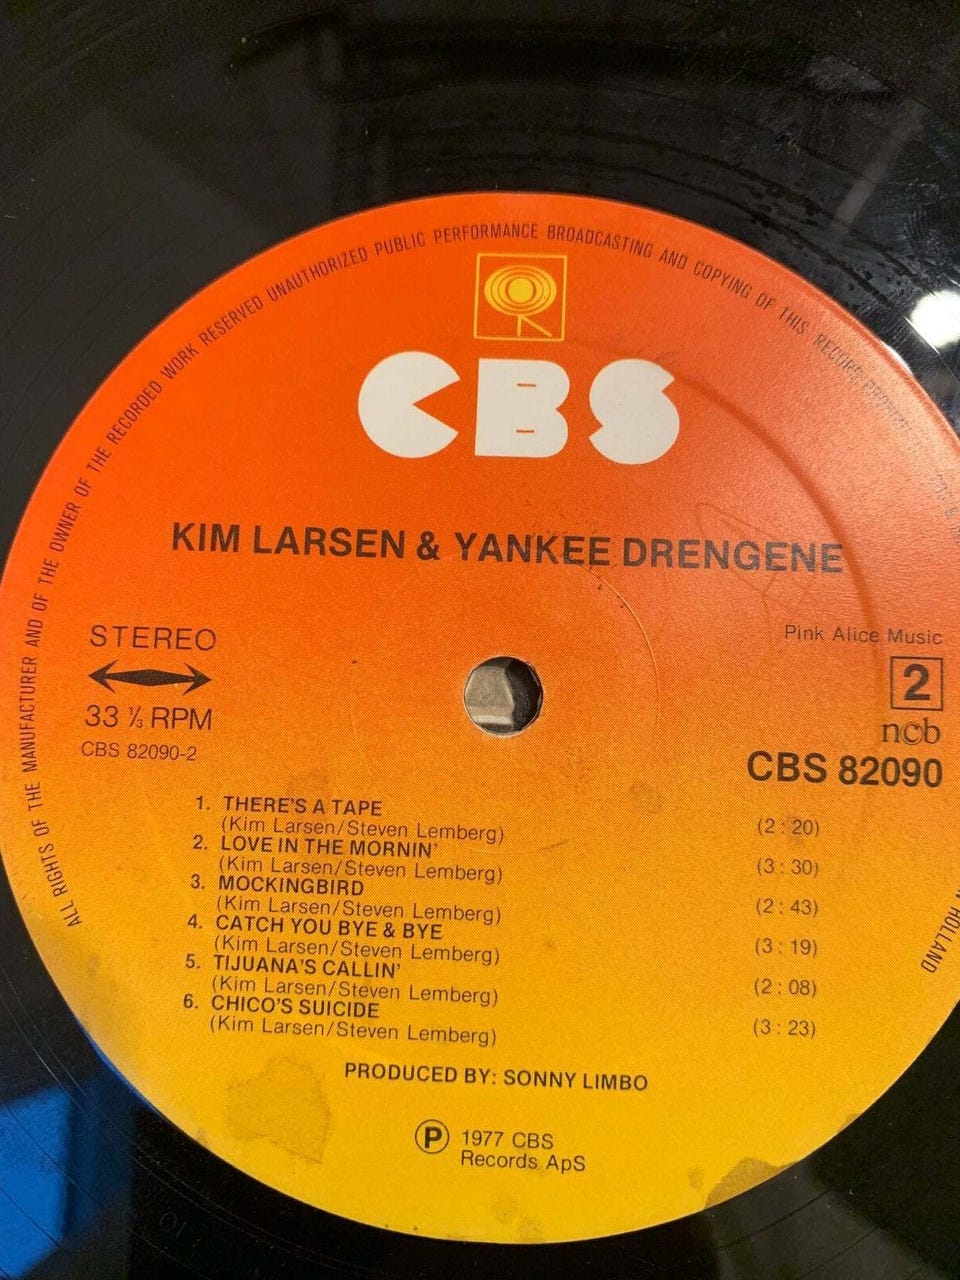 ALL RIGHTS OF THE MANUFACTURER AND OF THE OWNER OF THE RECORDED WORK RESERVED UNAUTHORIZED PUBLIC PERFORMANCE BROADCASTING AND COPYING OF THIS RECORD
N HOLLAND
CBS
KIM LARSEN & YANKEE DRENGENE
STEREO
33 ⅓ RPM
CBS 82090-2
Pink Alice Music
2
ncb
CBS 82090
1. THERE'S A TAPE
(Kim Larsen/Steven Lemberg) (2 : 20)
2. LOVE IN THE MORNIN'
(Kim Larsen/Steven Lemberg) (3 : 30)
3. MOCKINGBIRD
(Kim Larsen/Steven Lemberg) (2 : 43)
4. CATCH YOU BYE & BYE
(Kim Larsen/Steven Lemberg) (3 : 19)
5. TIJUANA'S CALLIN'
(Kim Larsen/Steven Lemberg) (2 : 08)
6. CHICO'S SUICIDE
(Kim Larsen/Steven Lemberg) (3 : 23)
PRODUCED BY: SONNY LIMBO
Ⓟ 1977 CBS
Records ApS